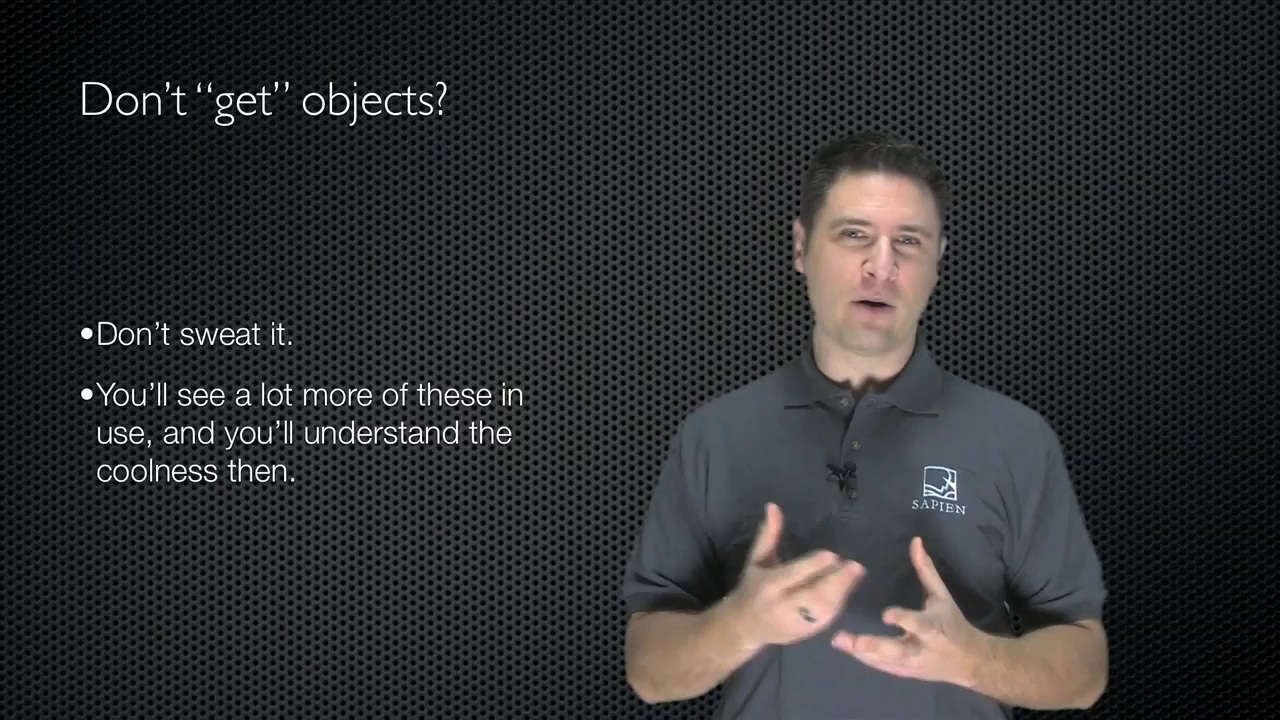 Don’t “get” objects?
•Don’t sweat it.
•You’ll see a lot more of these in
use, and you’ll understand the
coolness then.
SAPIEN